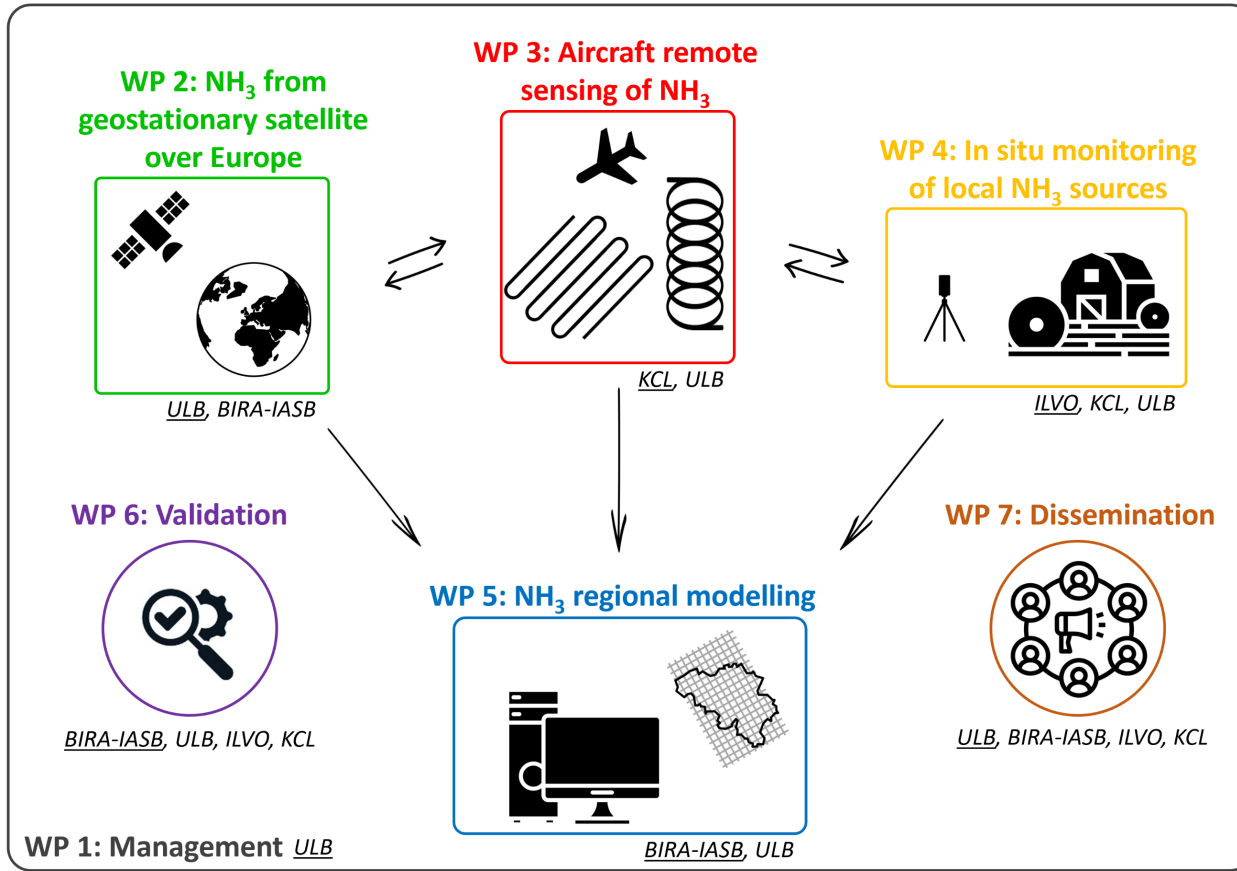 WP 2: NH₃ from
geostationary satellite
over Europe
ULB, BIRA-IASB
WP 3: Aircraft remote
sensing of NH₃
KCL, ULB
WP 4: In situ monitoring
of local NH₃ sources
ILVO, KCL, ULB
WP 6: Validation
BIRA-IASB, ULB, ILVO, KCL
WP 5: NH₃ regional modelling
BIRA-IASB, ULB
WP 7: Dissemination
ULB, BIRA-IASB, ILVO, KCL
WP 1: Management ULB